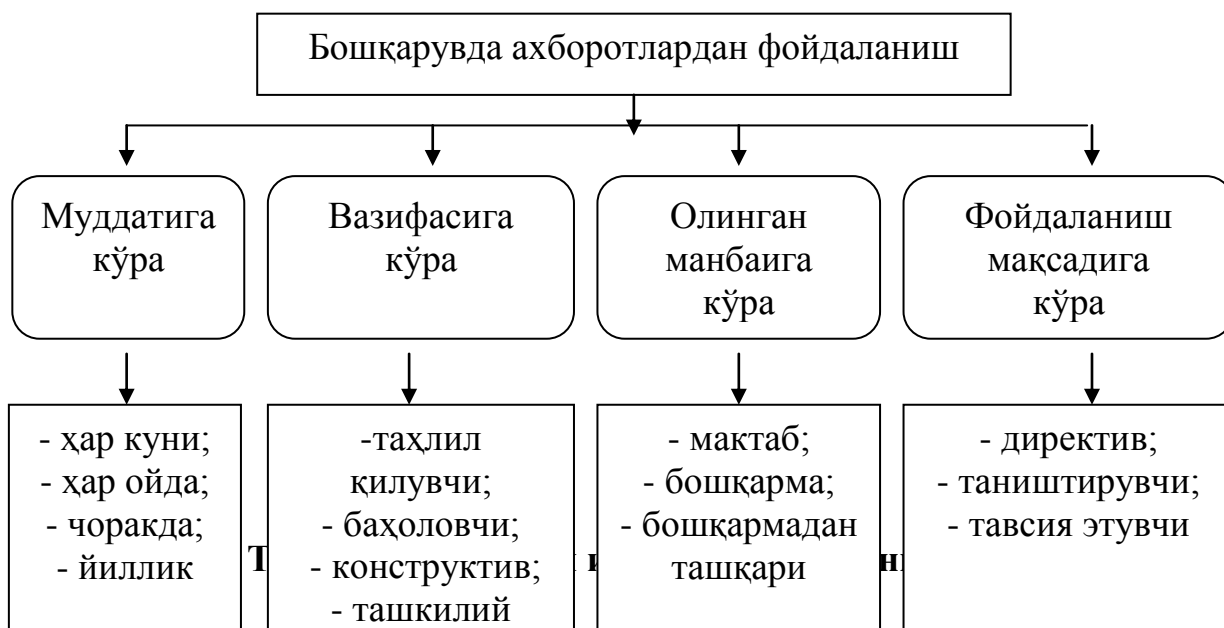 Бошқарувда ахборотлардан фойдаланиш
Муддатига
кўра
Вазифасига
кўра
Олинган
манбаига
кўра
Фойдаланиш
мақсадига
кўра
- ҳар куни;
- ҳар ойда;
- чоракда;
- йиллик
-таҳлил
қилувчи;
- баҳоловчи;
- конструктив;
- ташкилий
- мактаб;
- бошқарма;
- бошқармадан
ташқари
- директив;
- таништирувчи;
- тавсия этувчи